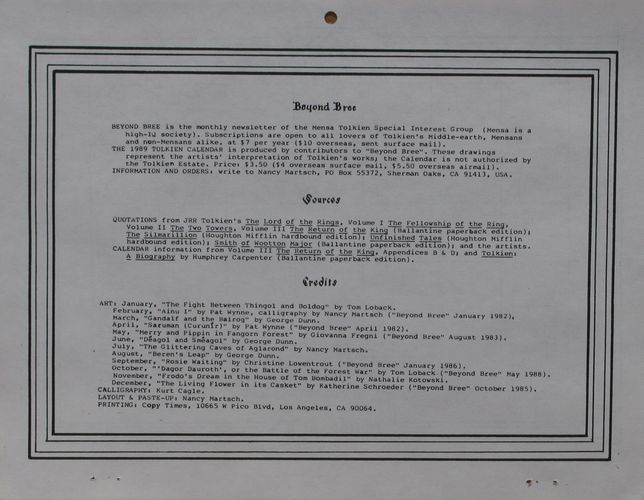 Beyond Bree
BEYOND BREE is the monthly newsletter of the Mensa Tolkien Special Interest Group (Mensa is a
high-IQ society). Subscriptions are open to all lovers of Tolkien's Middle-earth, Mensans
and non-Mensans alike, at $7 per year ($10 overseas, sent surface mail).
THE 1989 TOLKIEN CALENDAR is produced by contributors to "Beyond Bree". These drawings
represent the artists' interpretation of Tolkien's works; the Calendar is not authorized by
the Tolkien Estate. Price: $3.50 ($4 overseas surface mail, $5.50 overseas airmail).
INFORMATION AND ORDERS: write to Nancy Martsch, PO Box 55372, Sherman Oaks, CA 91413, USA.
Sources
QUOTATIONS from JRR Tolkien's The Lord of the Rings, Volume I The Fellowship of the Ring,
Volume II The Two Towers, Volume III The Return of the King (Ballantine paperback edition);
The Silmarillion (Houghton Mifflin hardbound edition); Unfinished Tales (Houghton Mifflin
hardbound edition); Smith of Wootton Major (Ballantine paperback edition); and the artists.
CALENDAR information from Volume III The Return of the King, Appendices B & D; and Tolkien:
A Biography by Humphrey Carpenter (Ballantine paperback edition).
Credits
ART: January, "The Fight Between Thingol and Boldog" by Tom Loback.
February, "Ainu I" by Pat Wynne, calligraphy by Nancy Martsch ("Beyond Bree" January 1982),
March, "Gandalf and the Balrog" by George Dunn.
April, "Saruman (Curunír)" by Pat Wynne ("Beyond Bree" April 1982).
May, "Merry and Pippin in Fangorn Forest" by Giovanna Fregni ("Beyond Bree" August 1983).
June, "Déagol and Sméagol" by George Dunn.
July, "The Glittering Caves of Aglarond" by Nancy Martsch.
August, "Beren's Leap" by George Dunn.
September, "Rosie Waiting" by Christine Lowentrout ("Beyond Bree" January 1986).
October, "'Dagor Dauroth', or the Battle of the Forest War" by Tom Loback ("Beyond Bree" May 1988).
November, "Frodo's Dream in the House of Tom Bombadil" by Nathalie Kotowski.
December, "The Living Flower in its Casket" by Katherine Schroeder ("Beyond Bree" October 1985).
CALLIGRAPHY: Kurt Cagle.
LAYOUT & PASTE-UP: Nancy Martsch.
PRINTING: Copy Times, 10665 W Pico Blvd, Los Angeles, CA 90064.